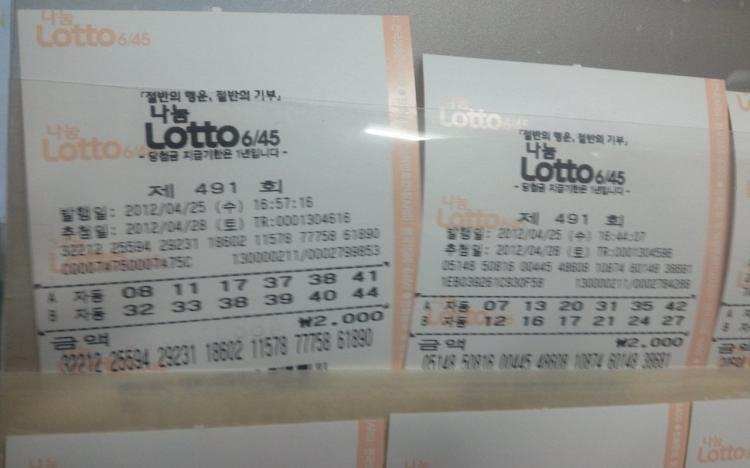 나눔
Lotto 6/45
「절반의 행운, 절반의 기부」
나눔
Lotto 6/45
- 당첨금 지급기한은 1년입니다 -
제 491 회
발행일: 2012/04/25 (수) 16:57:16
추첨일: 2012/04/28 (토) TR:0001304616
32212 25594 29231 18602 11578 77758 61890
000074750007475C 130000211/0002799853
A 자동 08 11 17 37 38 41
B 자동 32 33 38 39 40 44
금액 ₩2,000
32212 25594 29231 18602 11578 77758 61890
나눔
Lotto 6/45
「절반의 행운, 절반의 기부」
나눔
Lotto 6/45
- 당첨금 지급기한은 1년입니다 -
제 491 회
발행일: 2012/04/25 (수) 16:44:07
추첨일: 2012/04/28 (토) TR:0001304586
05148 50816 00445 48608 10874 60148 38681
130000211/0002784288
A 자동 07 13 20 31 35 42
B 자동 12 16 17 21 24 27
금액 ₩2,000
05148 50816 00445 48608 10874 60148 38681
나눔
나눔
나눔
Lotto